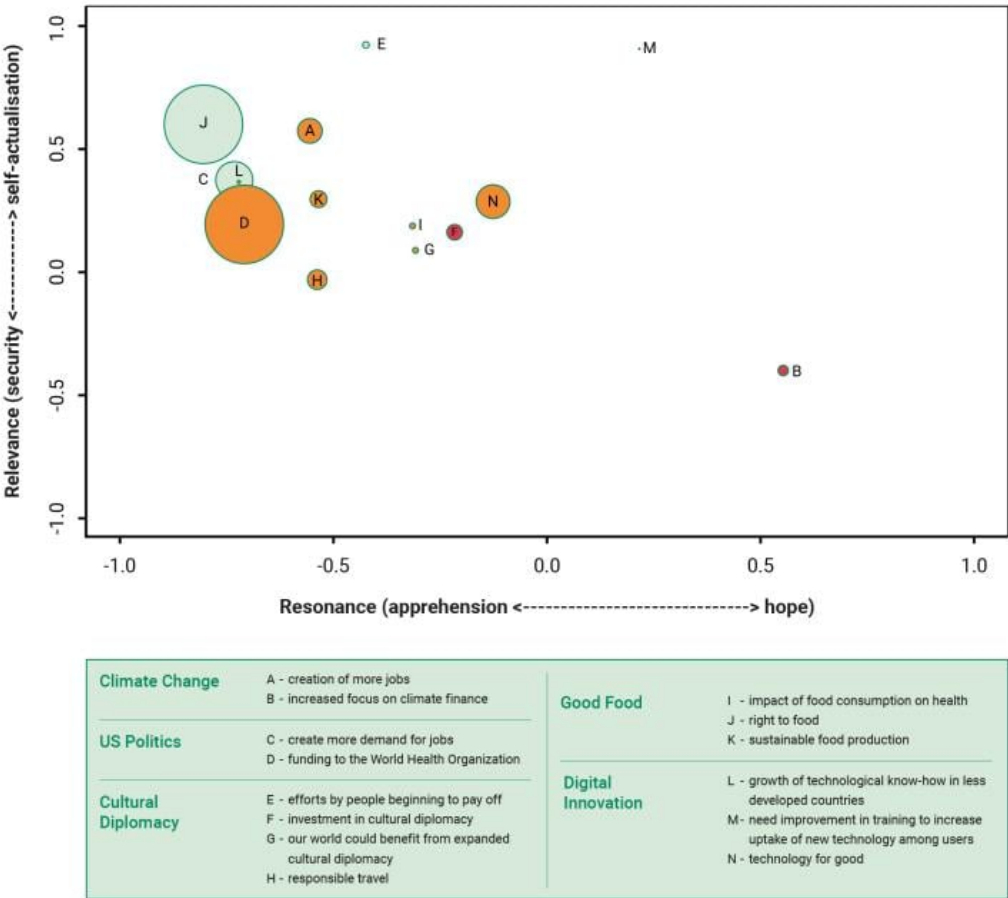 Relevance (security <-----------> self-actualisation)
1.0
0.5
0.0
-0.5
-1.0
E
M
J
A
L
C
K
D
N
I
F
G
H
B
-1.0
-0.5
0.0
0.5
1.0
Resonance (apprehension <-----------------------------> hope)
Climate Change
A - creation of more jobs
B - increased focus on climate finance
US Politics
C - create more demand for jobs
D - funding to the World Health Organization
Cultural
Diplomacy
E - efforts by people beginning to pay off
F - investment in cultural diplomacy
G - our world could benefit from expanded
cultural diplomacy
H - responsible travel
Good Food
I - impact of food consumption on health
J - right to food
K - sustainable food production
Digital
Innovation
L - growth of technological know-how in less
developed countries
M- need improvement in training to increase
uptake of new technology among users
N - technology for good